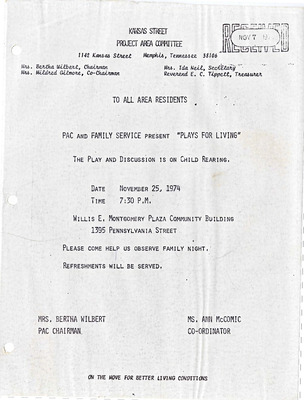 KANSAS STREET
PROJECT AREA COMMITTEE
1141 Kansas Street Memphis, Tennessee 38106
RECEIVED
NOV 7
Mrs. Bertha Wilbert, Chairman Mrs. Ida Neil, Secretary
Mrs. Mildred Gilmore, Co-Chairman Reverend E. C. Tippett, Treasurer
TO ALL AREA RESIDENTS
PAC AND FAMILY SERVICE PRESENT "PLAYS FOR LIVING"
THE PLAY AND DISCUSSION IS ON CHILD REARING.
DATE NOVEMBER 25, 1974
TIME 7:30 P.M.
WILLIS E. MONTGOMERY PLAZA COMMUNITY BUILDING
1395 PENNSYLVANIA STREET
PLEASE COME HELP US OBSERVE FAMILY NIGHT.
REFRESHMENTS WILL BE SERVED.
MRS. BERTHA WILBERT MS. ANN McCOMIC
PAC CHAIRMAN CO-ORDINATOR
ON THE MOVE FOR BETTER LIVING CONDITIONS